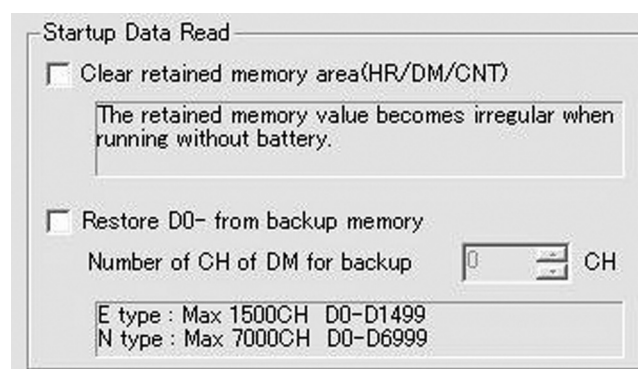 Startup Data Read
Clear retained memory area(HR/DM/CNT)
The retained memory value becomes irregular when
running without battery.
Restore D0- from backup memory
Number of CH of DM for backup 0 CH
E type : Max 1500CH D0-D1499
N type : Max 7000CH D0-D6999